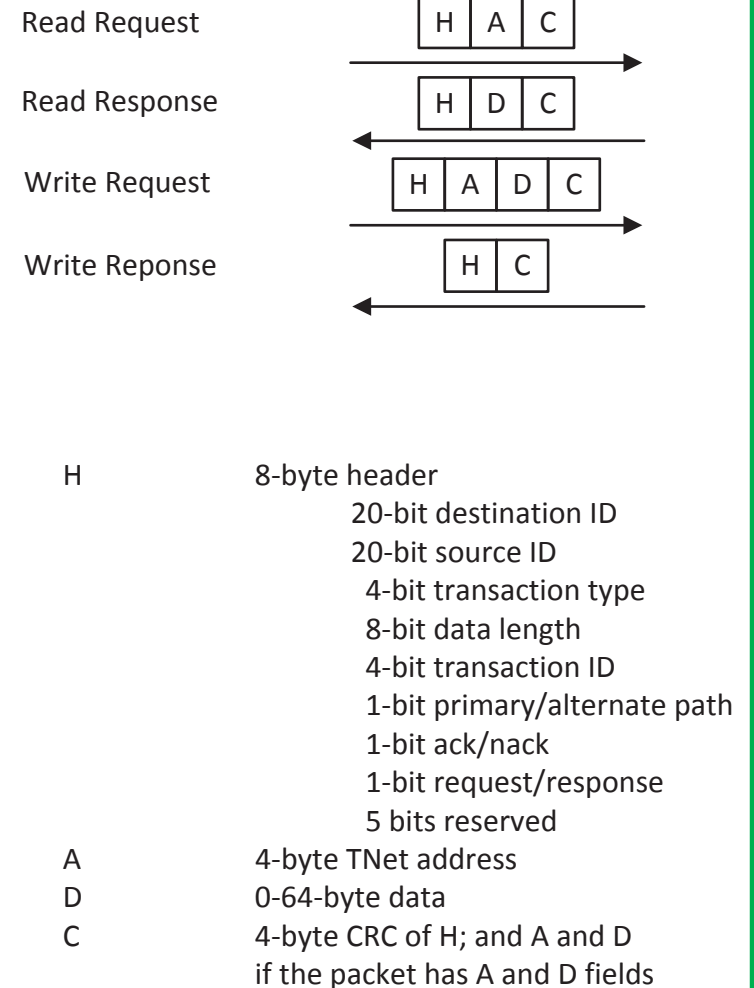 Read Request H A C
Read Response H D C
Write Request H A D C
Write Reponse H C
H 8-byte header
20-bit destination ID
20-bit source ID
4-bit transaction type
8-bit data length
4-bit transaction ID
1-bit primary/alternate path
1-bit ack/nack
1-bit request/response
5 bits reserved
A 4-byte TNet address
D 0-64-byte data
C 4-byte CRC of H; and A and D
if the packet has A and D fields